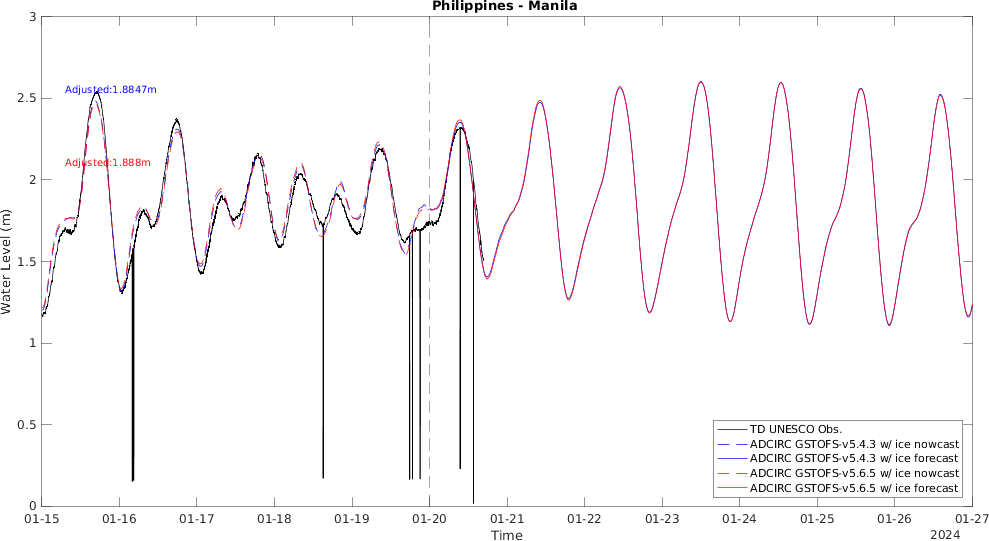 Philippines - Manila
Adjusted:1.8847m
Adjusted:1.888m
Water Level (m)
3
2.5
2
1.5
1
0.5
0
TD UNESCO Obs.
ADCIRC GSTOFS-v5.4.3 w/ ice nowcast
ADCIRC GSTOFS-v5.4.3 w/ ice forecast
ADCIRC GSTOFS-v5.6.5 w/ ice nowcast
ADCIRC GSTOFS-v5.6.5 w/ ice forecast
01-15 01-16 01-17 01-18 01-19 01-20 01-21 01-22 01-23 01-24 01-25 01-26 01-27
Time
2024